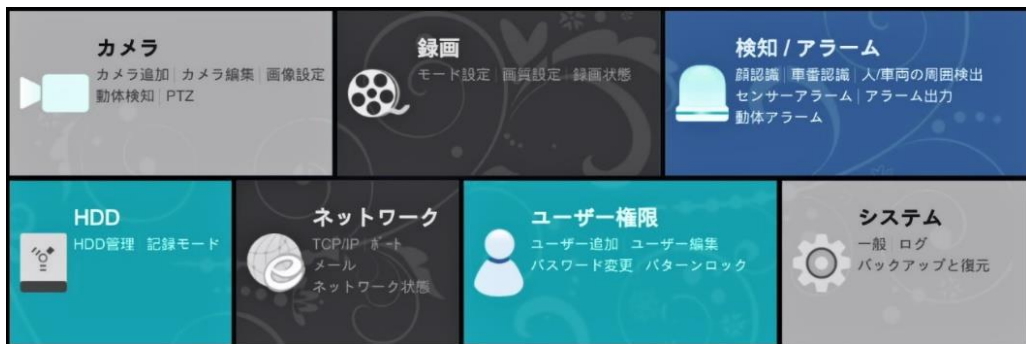 カメラ
カメラ追加 | カメラ編集 | 画像設定
動体検知 | PTZ
録画
モード設定 | 画質設定 | 録画状態
検知 / アラーム
顔認識 | 車番認識 | 人/車両の周囲検出
センサーアラーム | アラーム出力
動体アラーム
HDD
HDD管理 | 記録モード
ネットワーク
TCP/IP | ポート
メール
ネットワーク状態
ユーザー権限
ユーザー追加 | ユーザー編集
パスワード変更 | パターンロック
システム
一般 | ログ
バックアップと復元